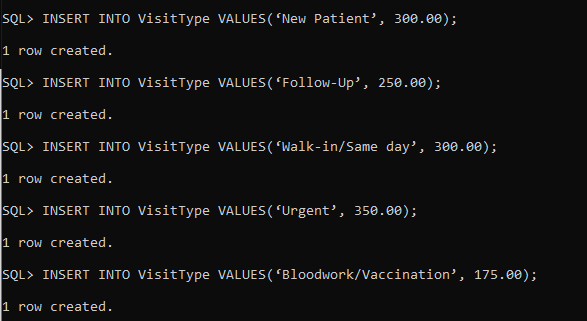 SQL> INSERT INTO VisitType VALUES(‘New Patient’, 300.00);
1 row created.
SQL> INSERT INTO VisitType VALUES(‘Follow-Up’, 250.00);
1 row created.
SQL> INSERT INTO VisitType VALUES(‘Walk-in/Same day’, 300.00);
1 row created.
SQL> INSERT INTO VisitType VALUES(‘Urgent’, 350.00);
1 row created.
SQL> INSERT INTO VisitType VALUES(‘Bloodwork/Vaccination’, 175.00);
1 row created.